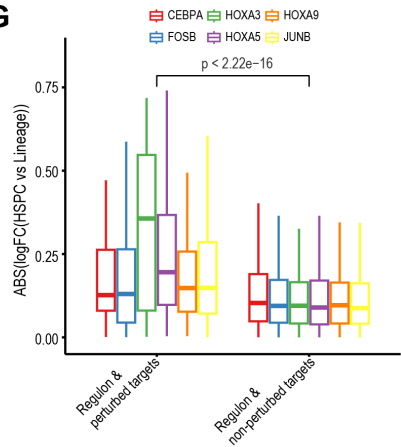 G
CEBPA HOXA3 HOXA9
FOSB HOXA5 JUNB
p < 2.22e−16
ABS(logFC(HSPC vs Lineage))
0.75
0.50
0.25
0.00
Regulon &
perturbed targets
Regulon &
non-perturbed targets